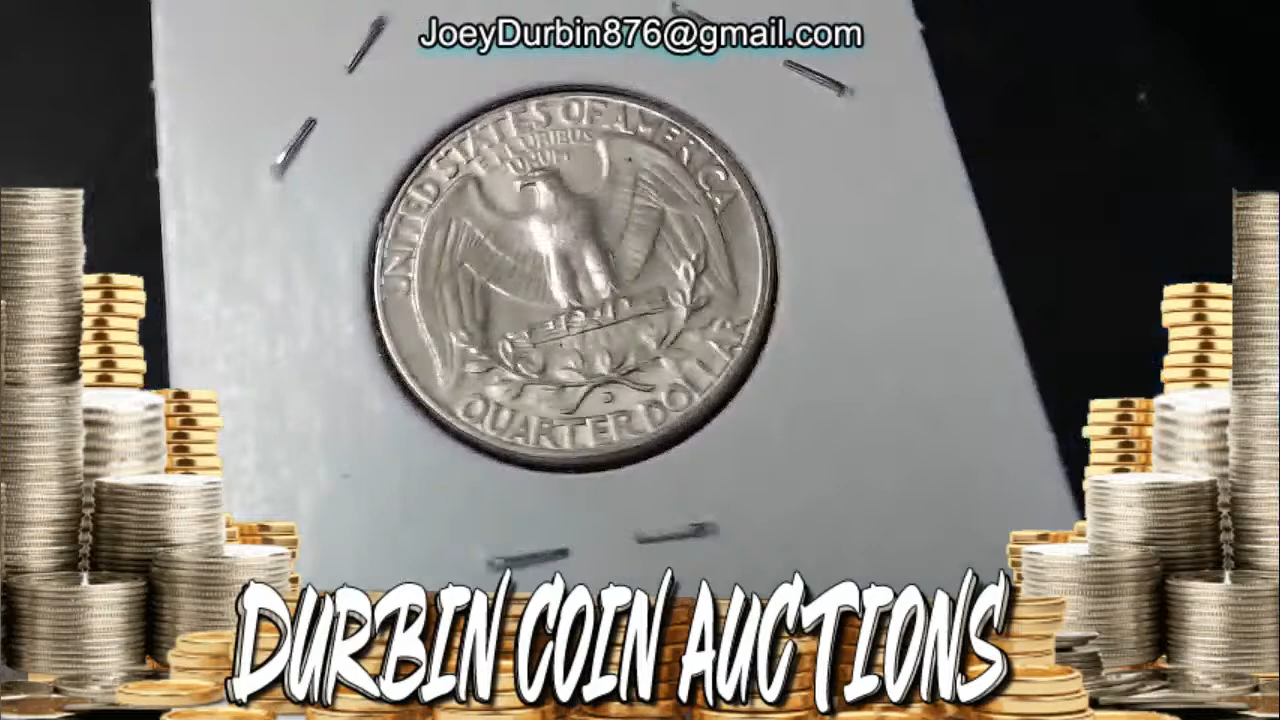 JoeyDurbin876@gmail.com
UNITED STATES OF AMERICA
E PLURIBUS
UNUM
D
QUARTER DOLLAR
DURBIN COIN AUCTIONS